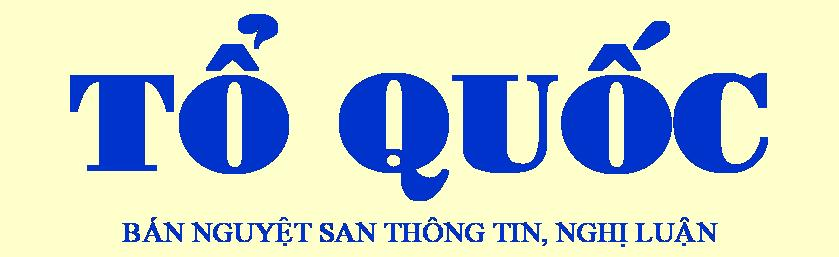 TỔ QUỐC
BÁN NGUYỆT SAN THÔNG TIN, NGHỊ LUẬN